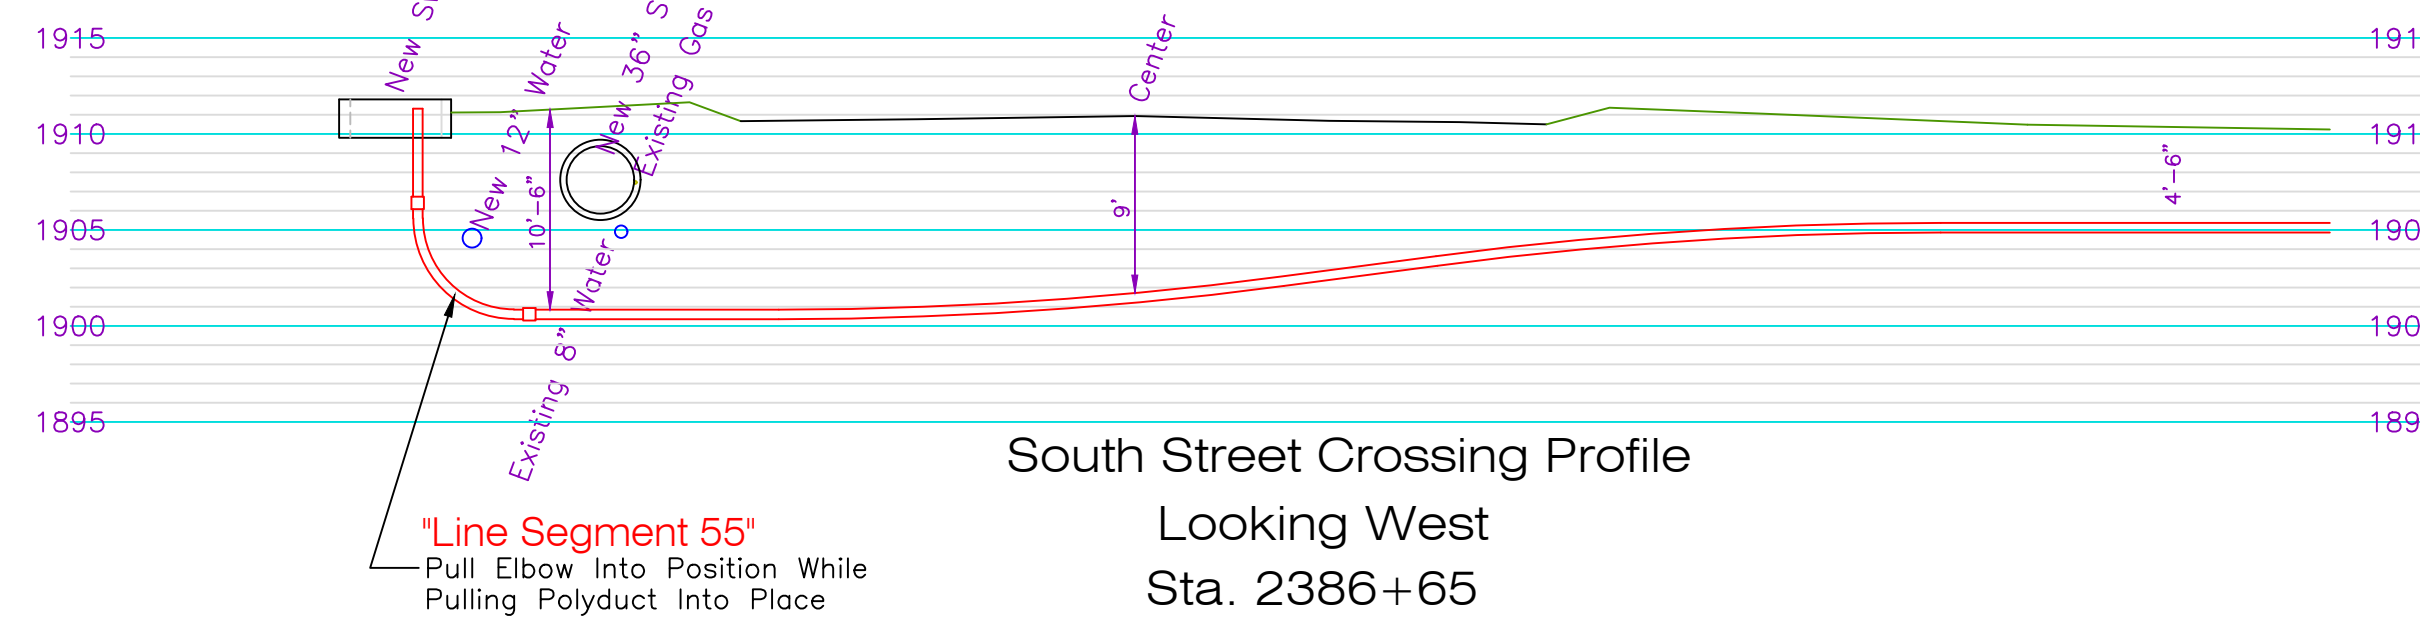 New
New 12” Water
New 36” S
Existing Gas
Center
1915
1910
1905
1900
1895
191
191
190
190
189
10’-6”
9’
4’-6”
Existing 8” Water
"Line Segment 55"
Pull Elbow Into Position While
Pulling Polyduct Into Place
South Street Crossing Profile
Looking West
Sta. 2386+65